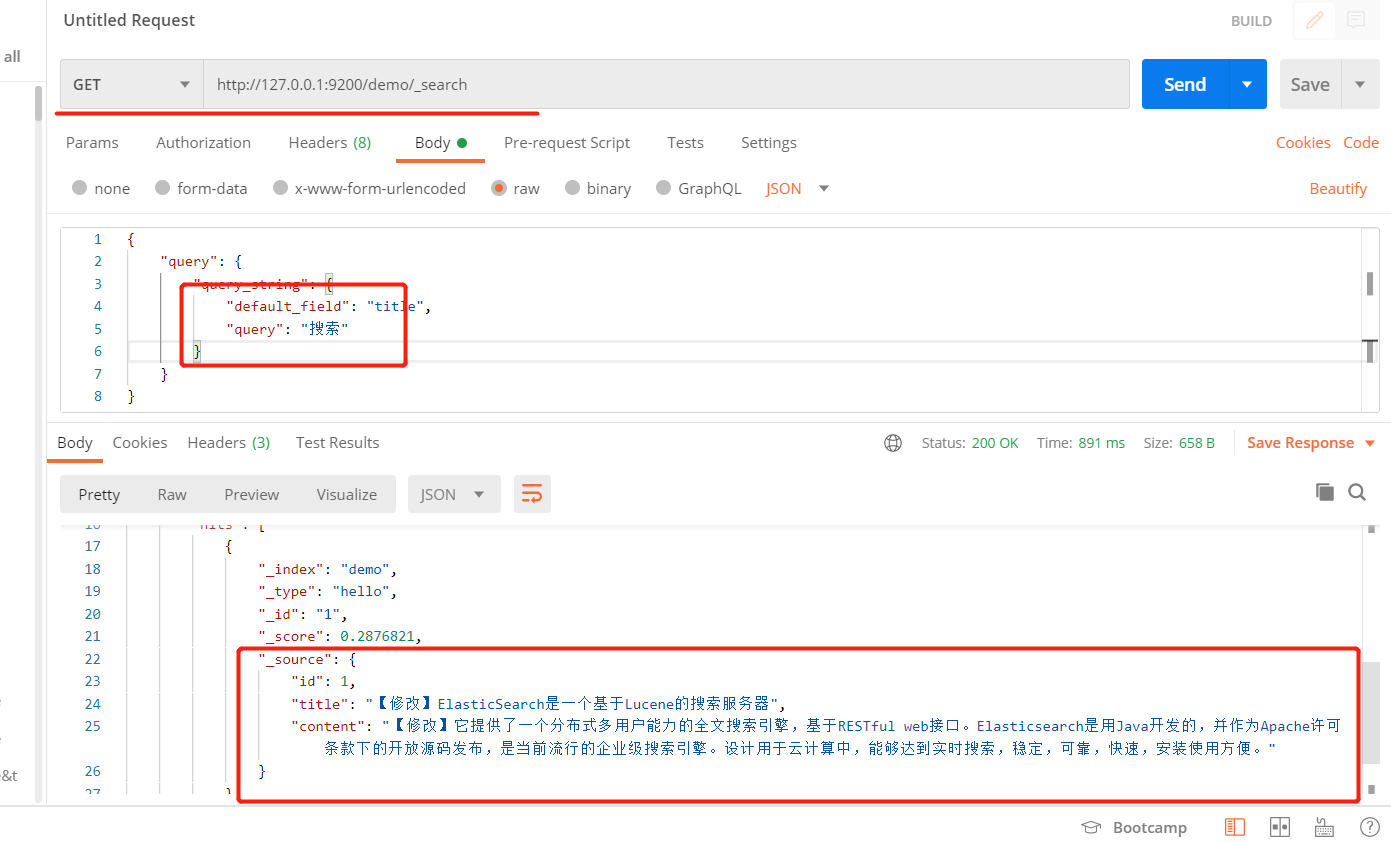 Untitled Request
BUILD
all
GET
http://127.0.0.1:9200/demo/_search
Send
Save
Params Authorization Headers (8) Body Pre-request Script Tests Settings Cookies Code
none form-data x-www-form-urlencoded raw binary GraphQL JSON Beautify
1 {
2 "query": {
3 "query_string": {
4 "default_field": "title",
5 "query": "搜索"
6 }
7 }
8 }
Body Cookies Headers (3) Test Results Status: 200 OK Time: 891 ms Size: 658 B Save Response
Pretty Raw Preview Visualize JSON
16 "hits": [
17 {
18 "_index": "demo",
19 "_type": "hello",
20 "_id": "1",
21 "_score": 0.2876821,
22 "_source": {
23 "id": 1,
24 "title": "【修改】ElasticSearch是一个基于Lucene的搜索服务器",
25 "content": "【修改】它提供了一个分布式多用户能力的全文搜索引擎，基于RESTful web接口。Elasticsearch是用Java开发的，并作为Apache许可
条款下的开放源码发布，是当前流行的企业级搜索引擎。设计用于云计算中，能够达到实时搜索，稳定，可靠，快速，安装使用方便。"
26 }
27 }
e&t
Bootcamp